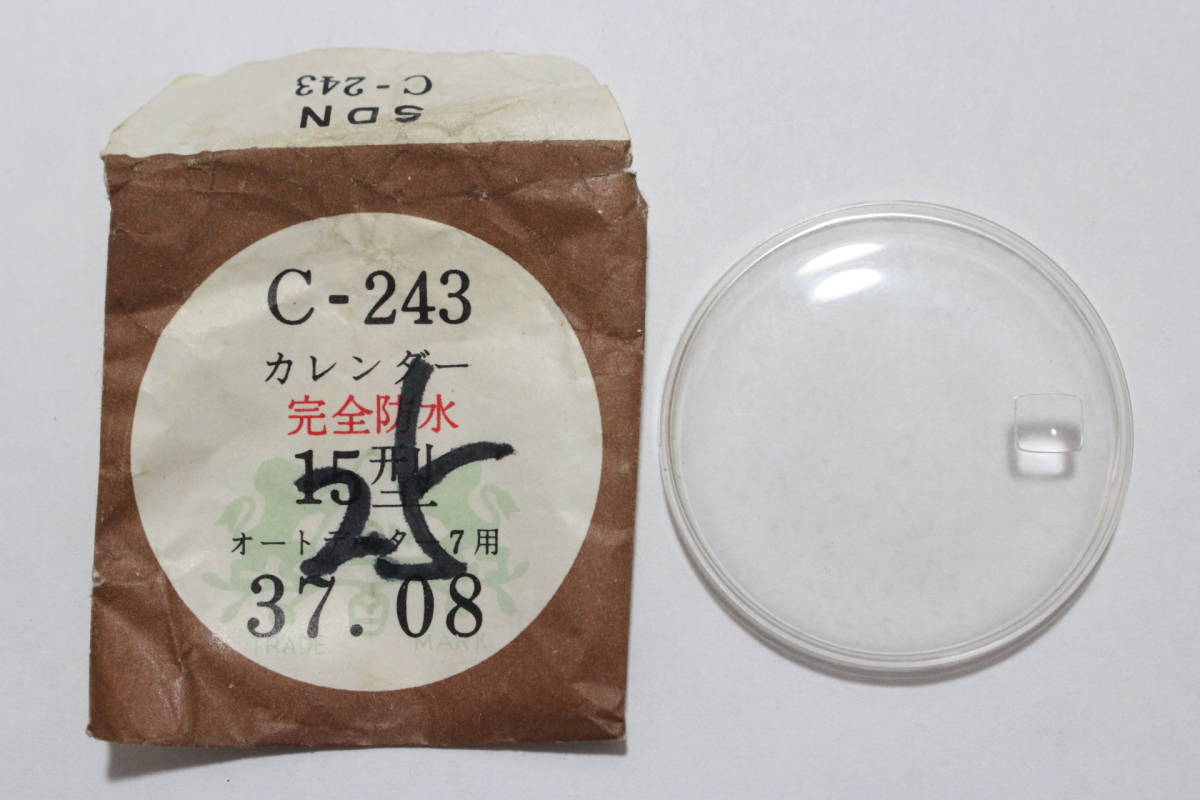 SDN
C-243
C-243
カレンダー
完全防水
15型
オートデーター7用
37.08
TRADE MARK